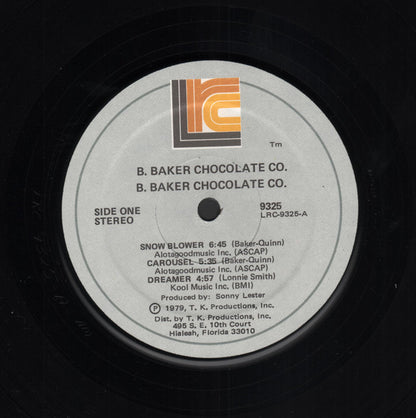 lrc
Tm
B. BAKER CHOCOLATE CO.
B. BAKER CHOCOLATE CO.
SIDE ONE
STEREO
9325
LRC-9325-A
SNOW BLOWER 6:45 (Baker-Quinn)
Alotagoodmusic Inc. (ASCAP)
CAROUSEL 5:35 (Baker-Quinn)
Alotagoodmusic Inc. (ASCAP)
DREAMER 4:57 (Lonnie Smith)
Kool Music Inc. (BMI)
Produced by: Sonny Lester
Ⓟ 1979, T. K. Productions, Inc.
Dist. by T. K. Productions, Inc.
495 S. E. 10th Court
Hialeah, Florida 33010